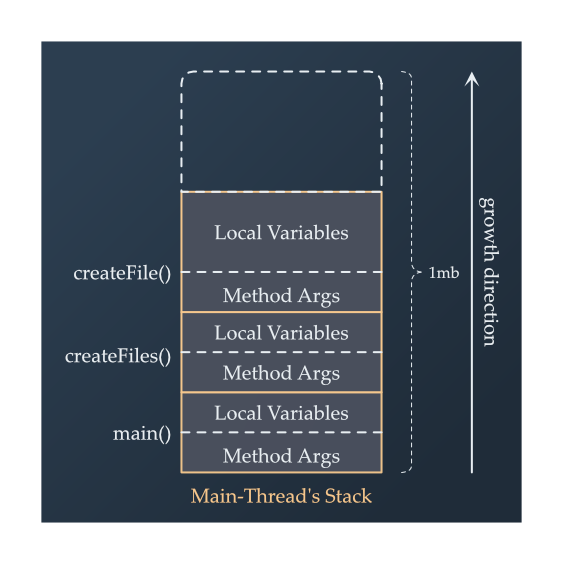 Local Variables
createFile()
Method Args
Local Variables
createFiles()
Method Args
Local Variables
main()
Method Args
Main-Thread's Stack
1mb
growth direction